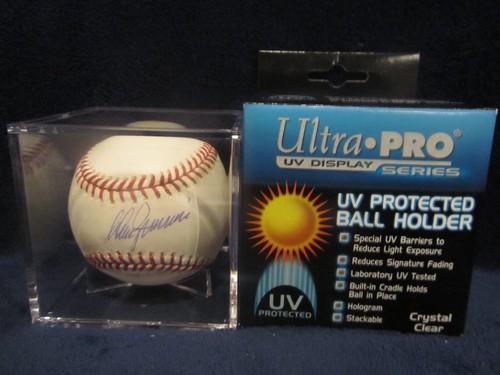 Ultra•PRO®
UV DISPLAY
SERIES
UV PROTECTED
BALL HOLDER
Special UV Barriers to
Reduce Light Exposure
Reduces Signature Fading
Laboratory UV Tested
Built-in Cradle Holds
Ball in Place
Hologram
Stackable
UV
PROTECTED
Crystal
Clear